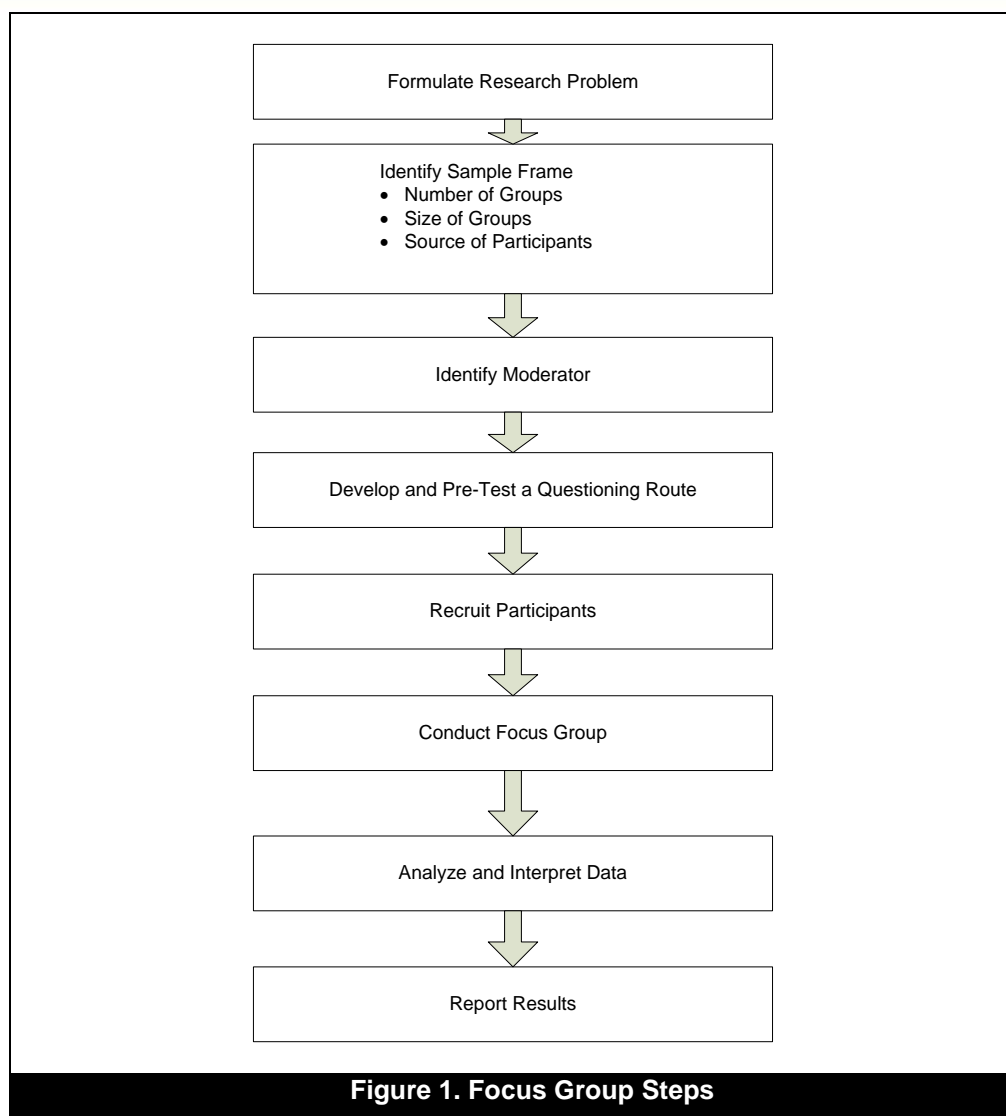 Formulate Research Problem
Identify Sample Frame
• Number of Groups
• Size of Groups
• Source of Participants
Identify Moderator
Develop and Pre-Test a Questioning Route
Recruit Participants
Conduct Focus Group
Analyze and Interpret Data
Report Results
Figure 1. Focus Group Steps